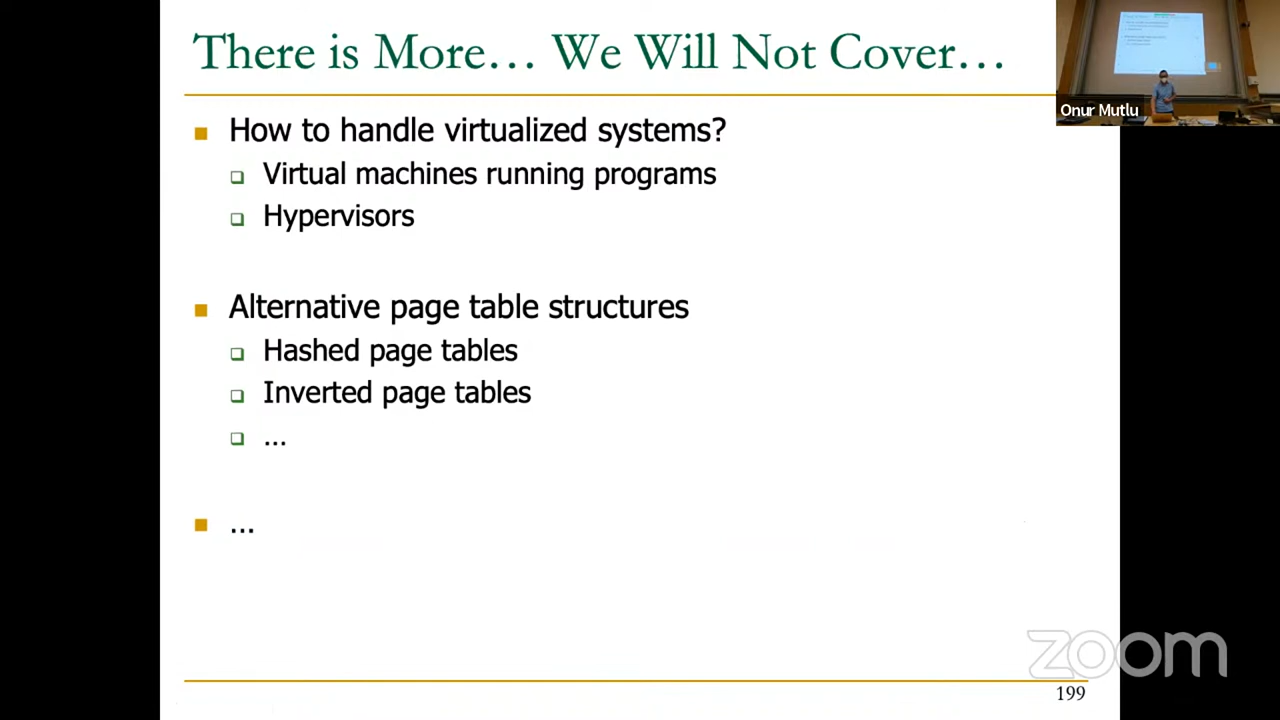 There is More… We Will Not Cover…
Onur Mutlu
How to handle virtualized systems?
Virtual machines running programs
Hypervisors
Alternative page table structures
Hashed page tables
Inverted page tables
…
…
zoom
199